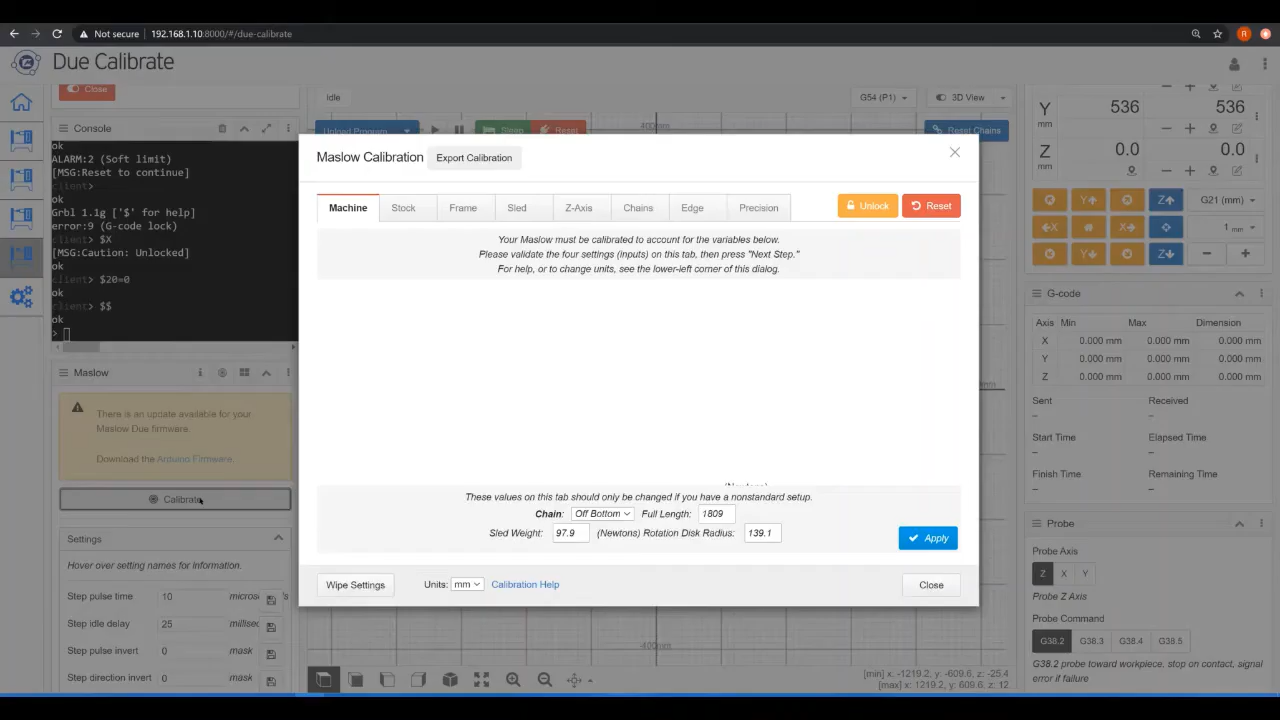 Not secure
192.168.1.10:8000/#/due-calibrate
R
Due Calibrate
Close
Console
ok
ALARM:2 (Soft limit)
[MSG:Reset to continue]
client>
ok
Grbl 1.1g ['$' for help]
error:9 (G-code lock)
client> $X
[MSG:Caution: Unlocked]
ok
client> $20=0
ok
client> $$
ok
>
Maslow
There is an update available for your
Maslow Due firmware.
Download the Arduino Firmware.
Calibrate
Settings
Hover over setting names for information.
Step pulse time 10
Step idle delay 25
Step pulse invert 0 mask
Step direction invert 0 mask
Idle
G54 (P1)
3D View
Upload Program
Sleep
Reset
400mm
Reset Chains
Maslow Calibration
Export Calibration
Machine
Stock
Frame
Sled
Z-Axis
Chains
Edge
Precision
Unlock
Reset
Your Maslow must be calibrated to account for the variables below.
Please validate the four settings (inputs) on this tab, then press "Next Step."
For help, or to change units, see the lower-left corner of this dialog.
These values on this tab should only be changed if you have a nonstandard setup.
Chain: Off Bottom Full Length: 1809
Sled Weight: 97.9 (Newtons) Rotation Disk Radius: 139.1
Apply
Wipe Settings
Units: mm
Calibration Help
Close
-400mm
[min] x: -1219.2, y: -609.6, z: -25.4
[max] x: 1219.2, y: 609.6, z: 12.
Y 536 536
mm
Z 0.0 0.0
mm
Y
Z
G21 (mm)
X
X
1 mm
Y
Z
G-code
Axis Min Max Dimension
X 0.000 mm 0.000 mm 0.000 mm
Y 0.000 mm 0.000 mm 0.000 mm
Z 0.000 mm 0.000 mm 0.000 mm
Sent Received
– –
Start Time Elapsed Time
– –
Finish Time Remaining Time
– –
Probe
Probe Axis
Z X Y
Probe Z Axis
Probe Command
G38.2 G38.3 G38.4 G38.5
G38.2 probe toward workpiece, stop on contact, signal
error if failure